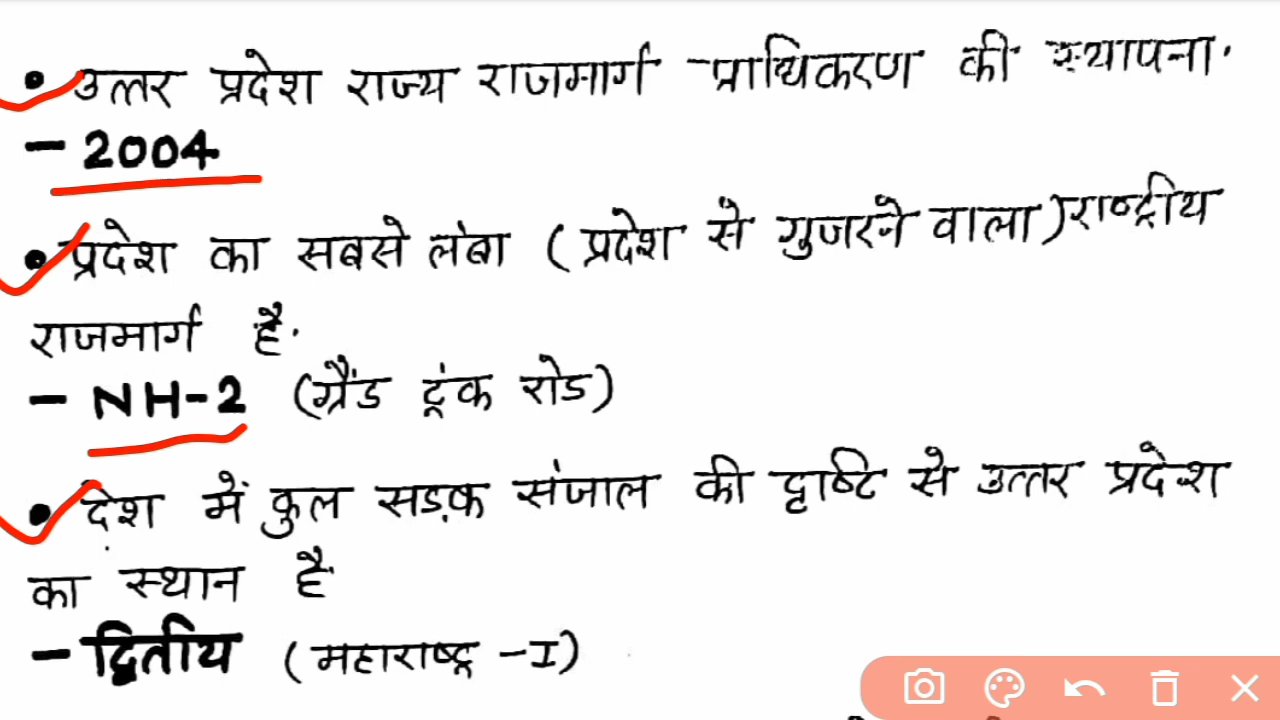 • उत्तर प्रदेश राज्य राजमार्ग प्राधिकरण की स्थापना.
- 2004
• प्रदेश का सबसे लंबा (प्रदेश से गुजरने वाला) राष्ट्रीय
राजमार्ग है.
- NH-2 (ग्रैंड ट्रंक रोड)
• देश में कुल सड़क संजाल की दृष्टि से उत्तर प्रदेश
का स्थान है
- द्वितीय (महाराष्ट्र -I)